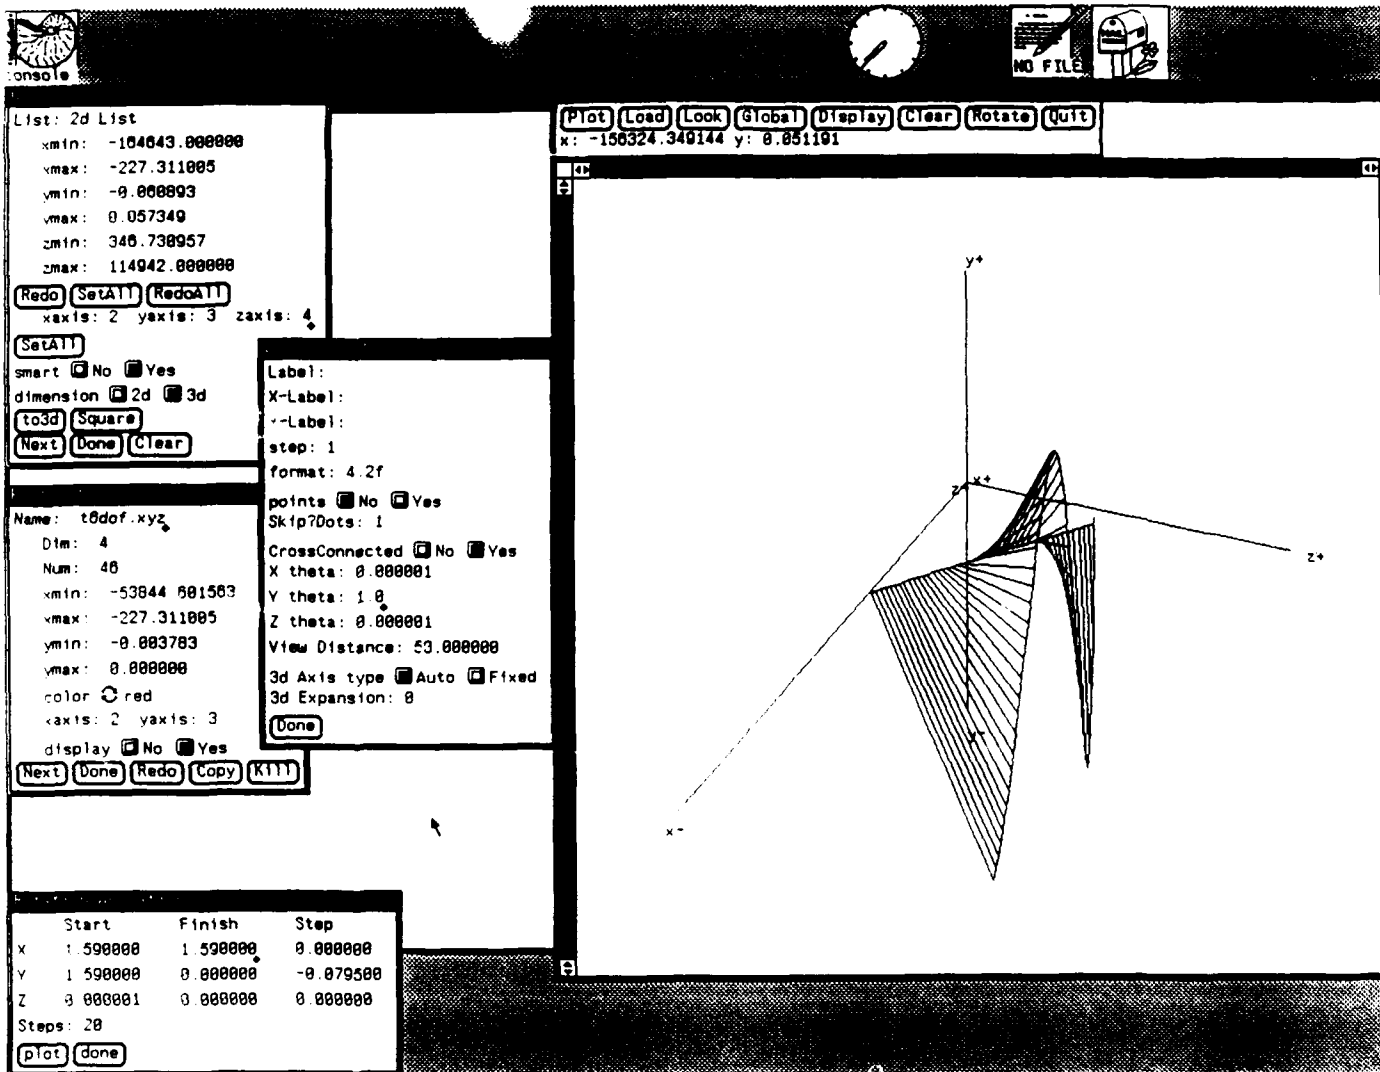 onsole
NO FILE
MAIL
List: 2d List
xmin: -164643.000000
xmax: -227.311005
ymin: -0.060893
ymax: 0.057349
zmin: 346.730957
zmax: 114942.000000
Redo SetAll RedoAll
xaxis: 2 yaxis: 3 zaxis: 4
SetAll
smart No Yes
dimension 2d 3d
to3d Square
Next Done Clear
Name: t6dof.xyz
Dim: 4
Num: 46
xmin: -53844 601563
xmax: -227.311005
ymin: -0.003783
ymax: 0.000000
color red
xaxis: 2 yaxis: 3
display No Yes
Next Done Redo Copy Kill
Label:
X-Label:
-Label:
step: 1
format: 4.2f
points No Yes
Skip?Dots: 1
CrossConnected No Yes
X theta: 0.000001
Y theta: 1.0
Z theta: 0.000001
View Distance: 53.000000
3d Axis type Auto Fixed
3d Expansion: 0
Done
Start Finish Step
X 1.590000 1.590000 0.000000
Y 1 590000 0.000000 -0.079500
Z 0 000001 0.000000 0.000000
Steps: 20
plot done
Plot Load Look Global Display Clear Rotate Quit
x: -156324.349144 y: 0.051191
y+
z- x+
z+
y-
x-